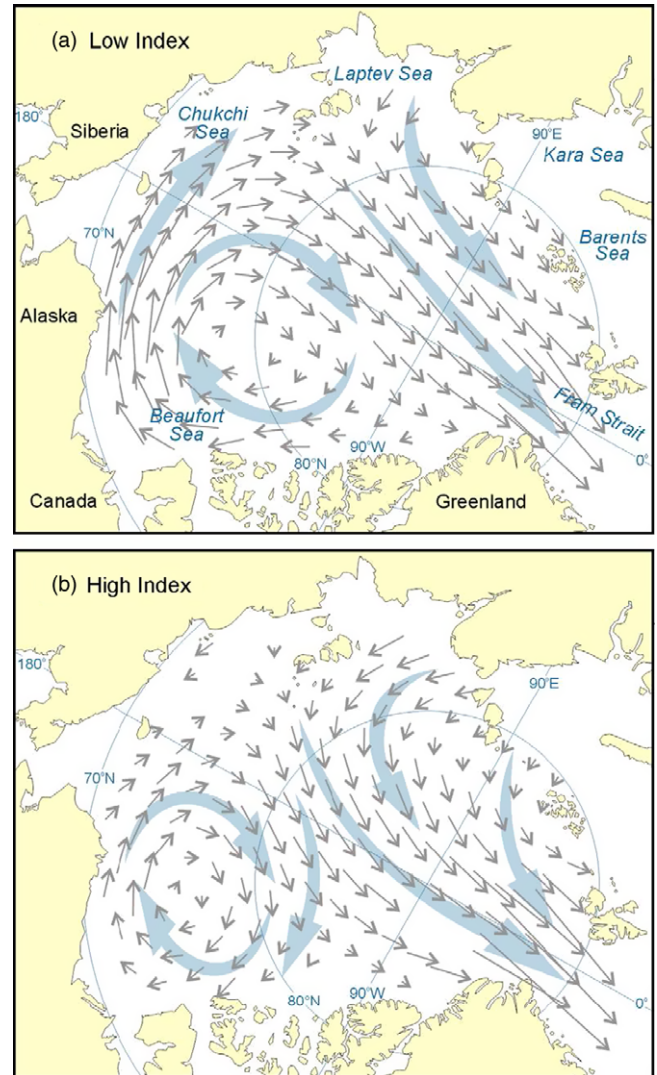 (a) Low Index
Laptev Sea
180°
Siberia
Chukchi
Sea
90°E
Kara Sea
70°N
Barents
Sea
Alaska
Beaufort
Sea
Fram Strait
80°N
90°W
0°
Canada
Greenland
(b) High Index
180°
90°E
70°N
80°N
90°W
0°